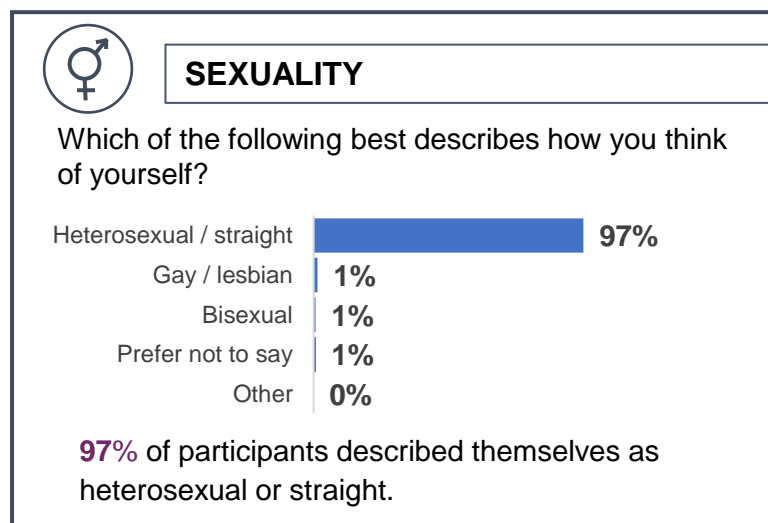 SEXUALITY
Which of the following best describes how you think
of yourself?
Heterosexual / straight 97%
Gay / lesbian 1%
Bisexual 1%
Prefer not to say 1%
Other 0%
97% of participants described themselves as
heterosexual or straight.